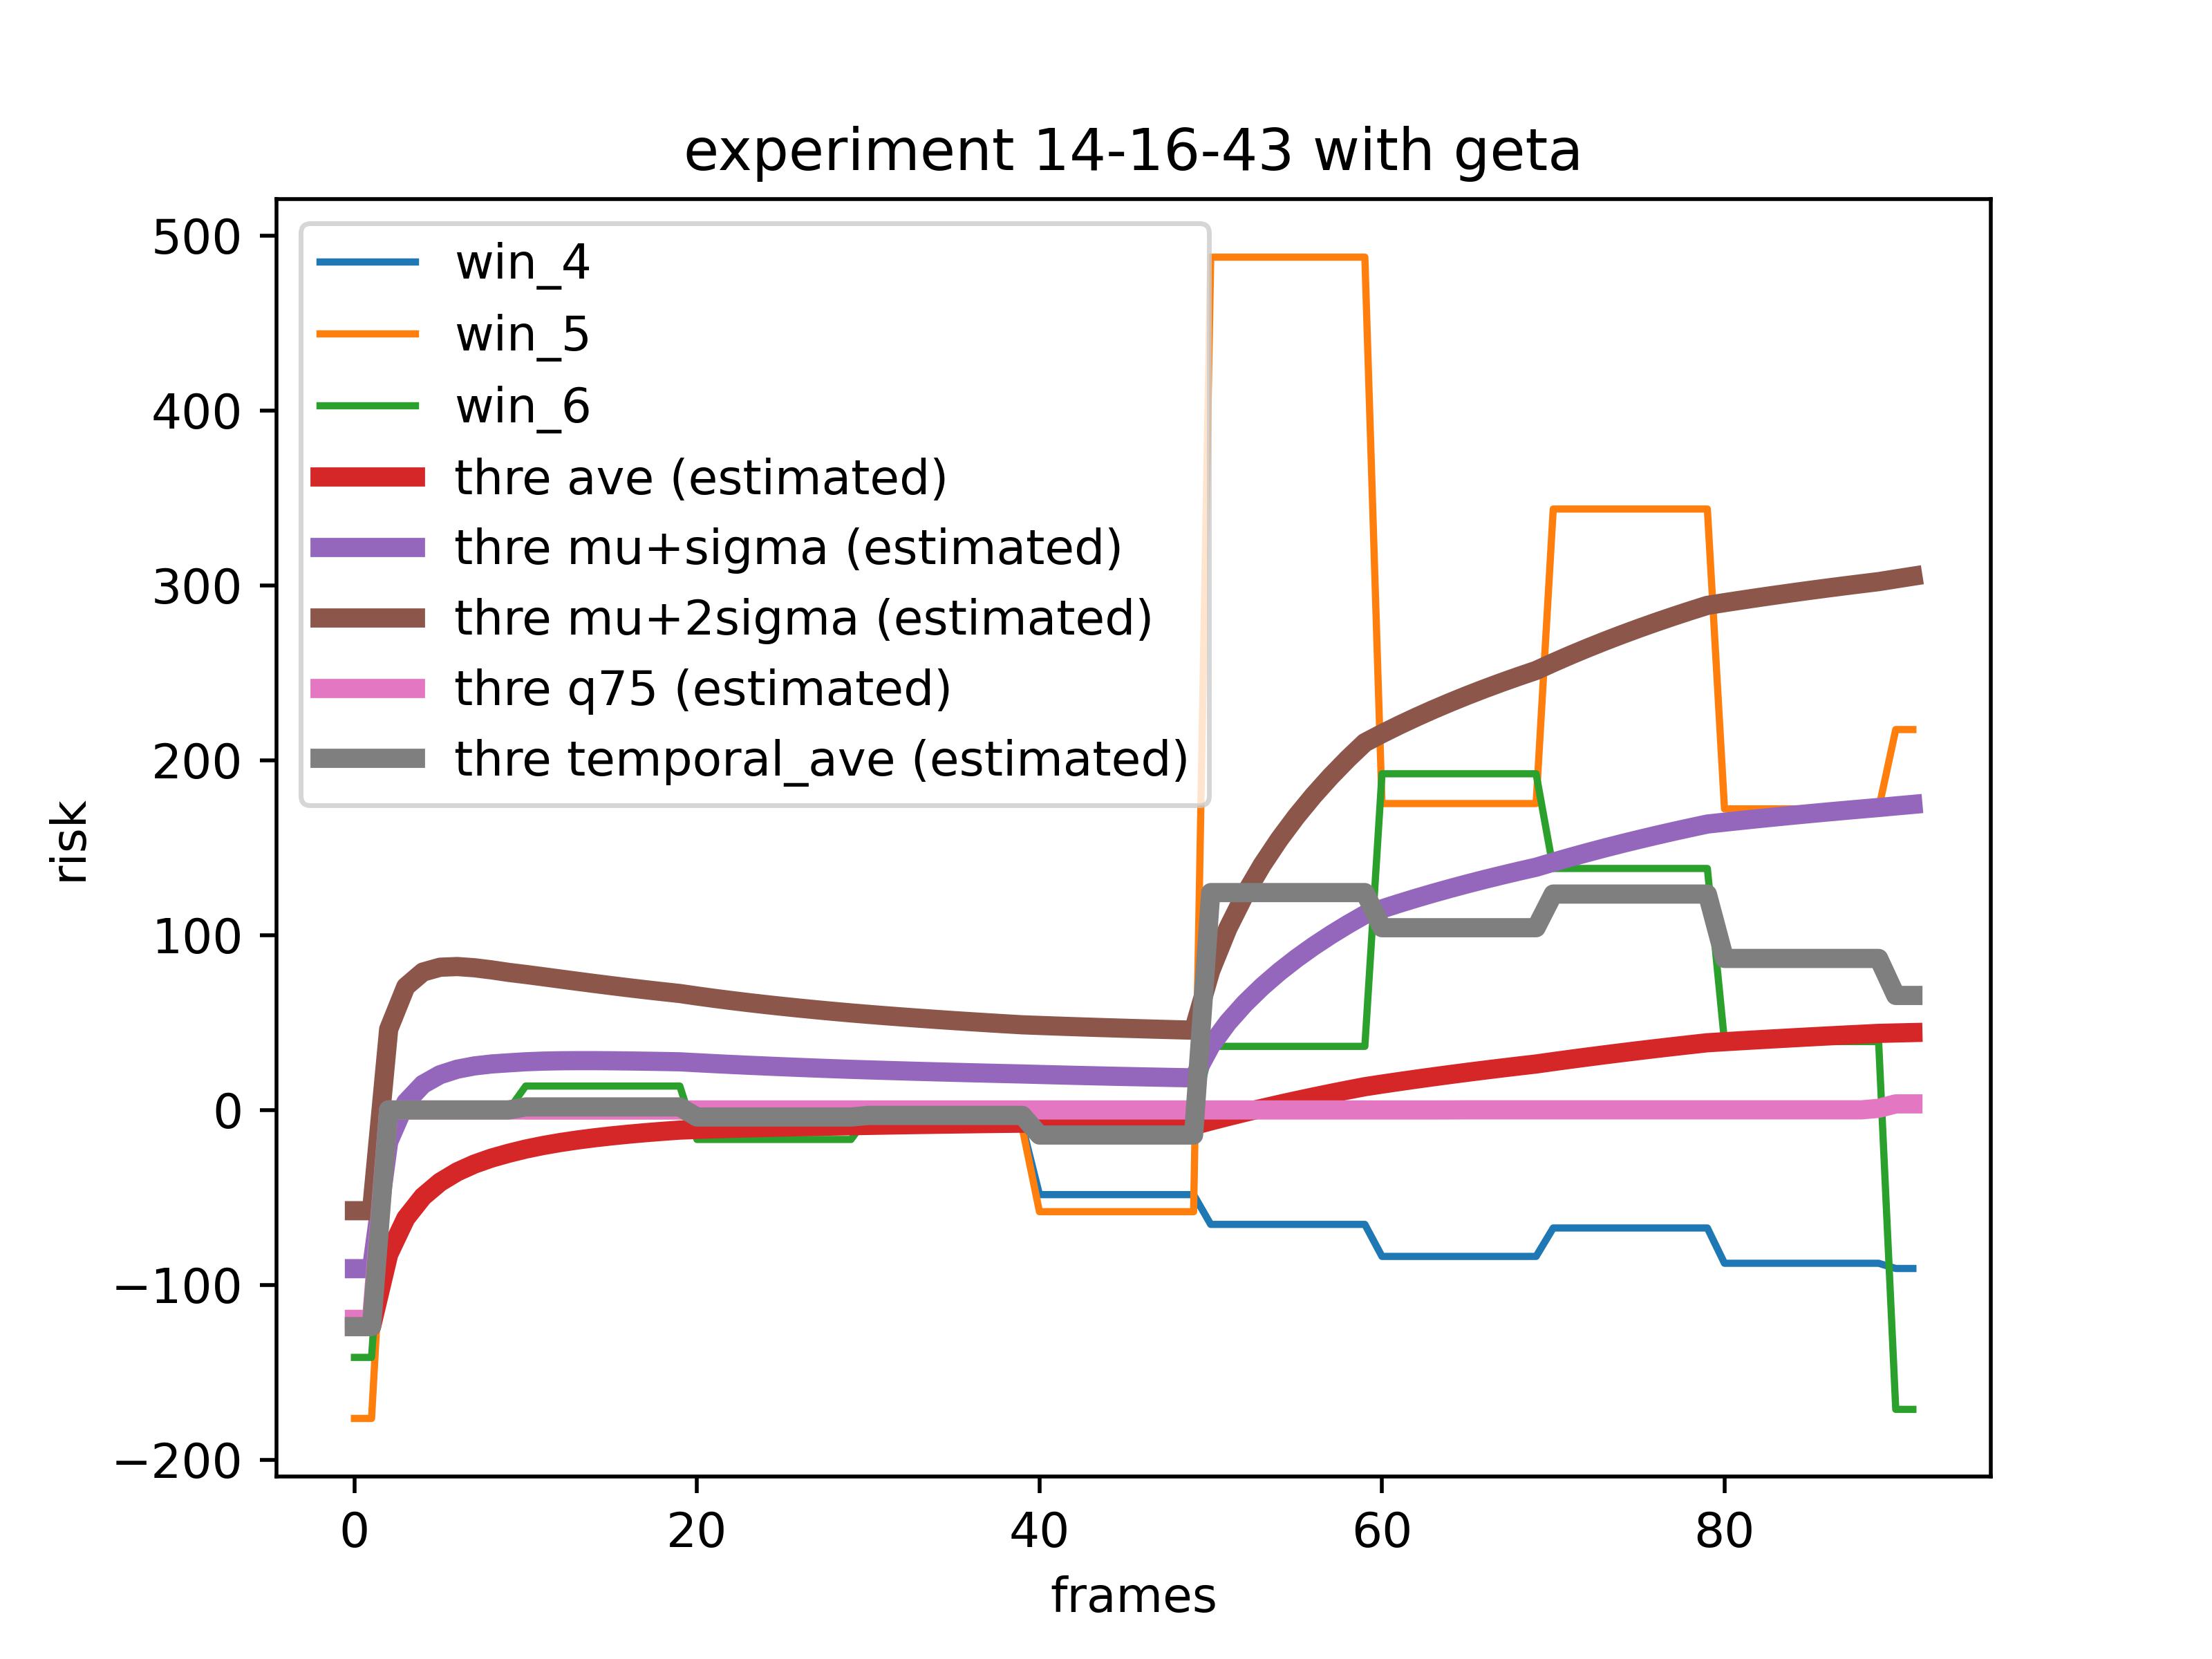 experiment 14-16-43 with geta
500
400
300
200
100
0
−100
−200
risk
win_4
win_5
win_6
thre ave (estimated)
thre mu+sigma (estimated)
thre mu+2sigma (estimated)
thre q75 (estimated)
thre temporal_ave (estimated)
0 20 40 60 80
frames